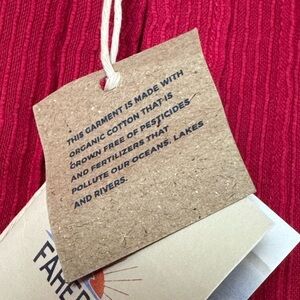 THIS GARMENT IS MADE WITH
ORGANIC COTTON THAT IS
GROWN FREE OF PESTICIDES
AND FERTILIZERS THAT
POLLUTE OUR OCEANS, LAKES
AND RIVERS.
FAHER